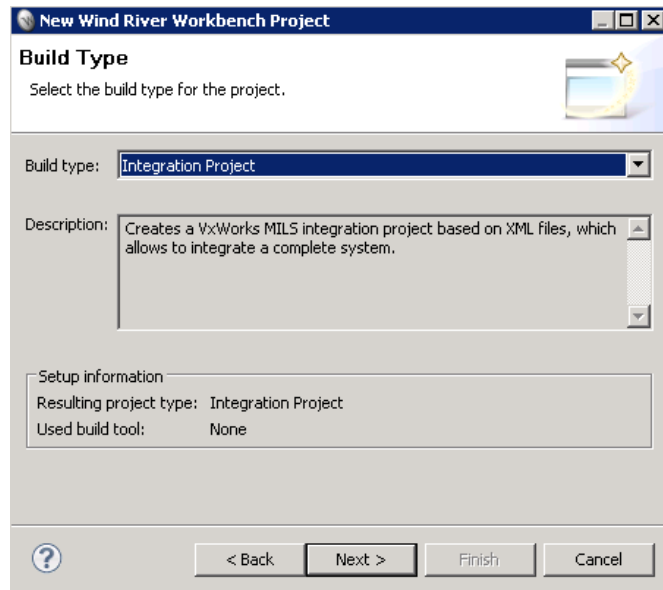 New Wind River Workbench Project
Build Type
Select the build type for the project.
Build type: Integration Project
Description: Creates a VxWorks MILS integration project based on XML files, which
allows to integrate a complete system.
Setup information
Resulting project type: Integration Project
Used build tool: None
? < Back Next > Finish Cancel